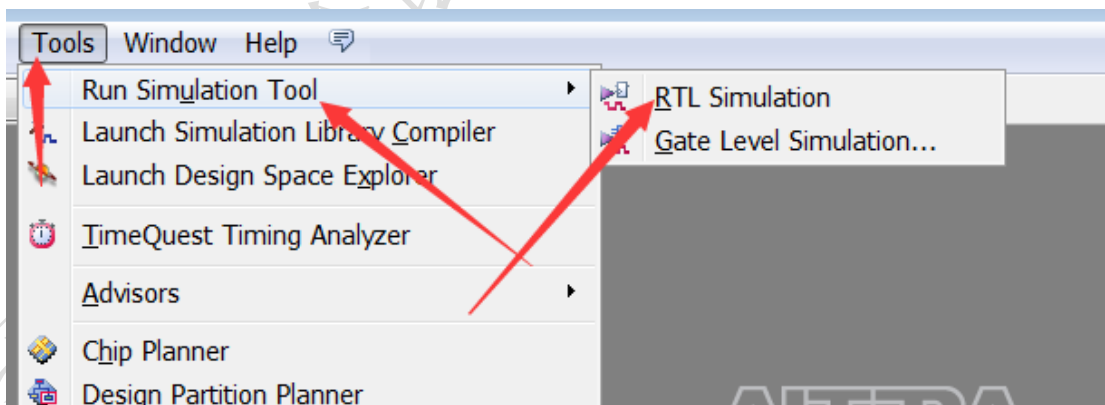 Tools Window Help
Run Simulation Tool
RTL Simulation
Gate Level Simulation...
Launch Simulation Library Compiler
Launch Design Space Explorer
TimeQuest Timing Analyzer
Advisors
Chip Planner
Design Partition Planner